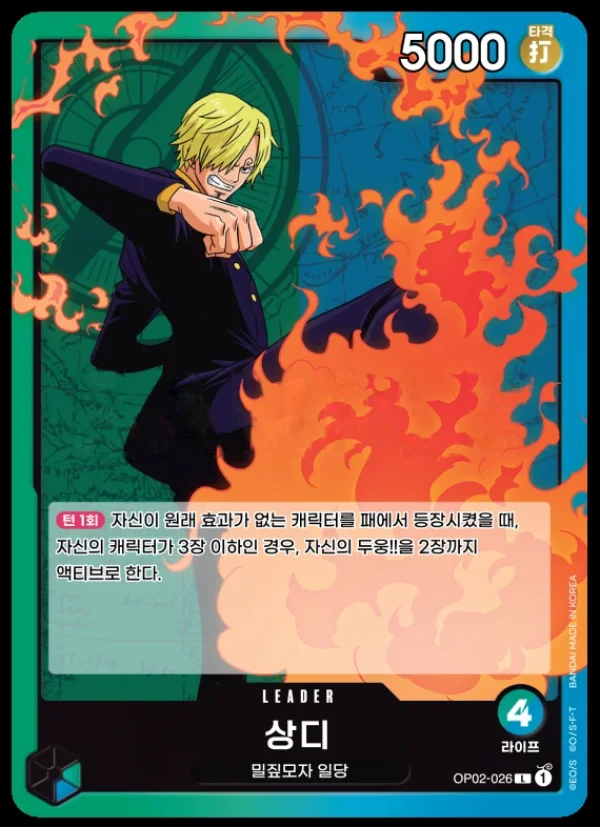 5000
타격
打
턴 1회 자신이 원래 효과가 없는 캐릭터를 패에서 등장시켰을 때,
자신의 캐릭터가 3장 이하인 경우, 자신의 두웅!!을 2장까지
액티브로 한다.
LEADER
상디
밀짚모자 일당
4
라이프
OP02-026 L 1
©EO/S ©O/S·F·T BANDAI MADE IN KOREA